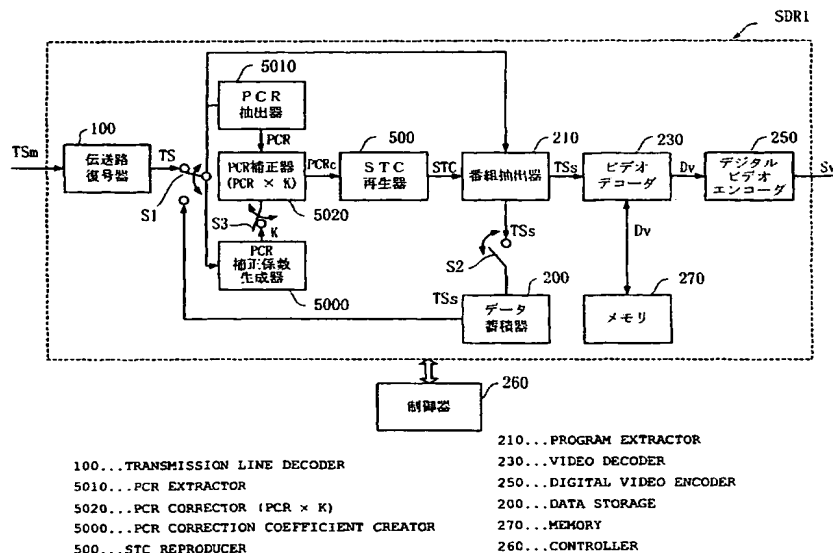 SDR1
5010
PCR
抽出器
100
伝送路
復号器
TSm
TS
S1
PCR
PCR補正器
(PCR × K)
5020
PCRc
500
STC
再生器
STC
210
番組抽出器
TSs
230
ビデオ
デコーダ
Dv
250
デジタル
ビデオ
エンコーダ
Sv
S3
K
PCR
補正係数
生成器
5000
TSs
S2
200
TSs
データ
蓄積器
Dv
270
メモリ
260
制御器
100...TRANSMISSION LINE DECODER
5010...PCR EXTRACTOR
5020...PCR CORRECTOR (PCR × K)
5000...PCR CORRECTION COEFFICIENT CREATOR
500...STC REPRODUCER
210...PROGRAM EXTRACTOR
230...VIDEO DECODER
250...DIGITAL VIDEO ENCODER
200...DATA STORAGE
270...MEMORY
260...CONTROLLER